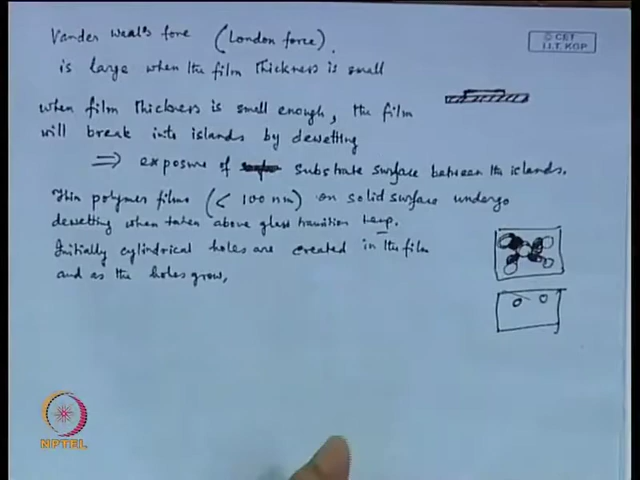 Vander Waal's force (London force).
© CET
I.I.T. KGP
is large when the film thickness is small
when film thickness is small enough, the film
will break into islands by dewetting
⇒ exposure of substrate surface between the islands.
Thin polymer films (< 100 nm) on solid surface undergo
dewetting when taken above glass transition temp.
Initially cylindrical holes are created in the film
and as the holes grow,
NPTEL